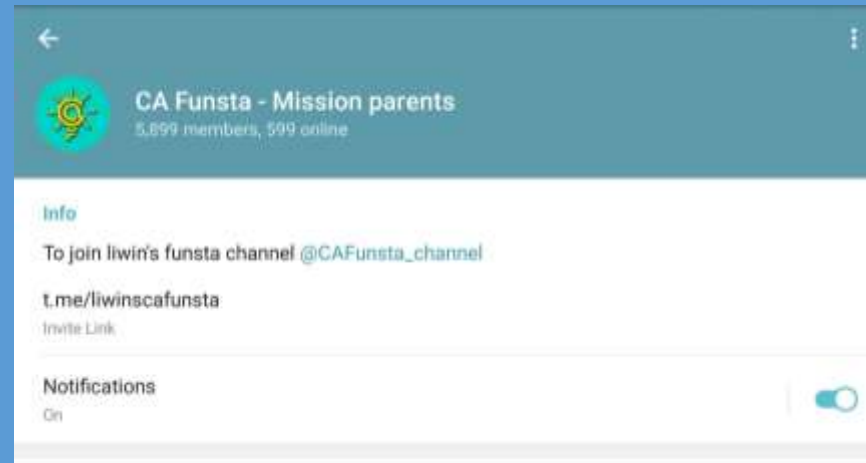 CA Funsta - Mission parents
5,899 members, 599 online
Info
To join liwin's funsta channel @CAFunsta_channel
t.me/liwinscafunsta
Invite Link
Notifications
On